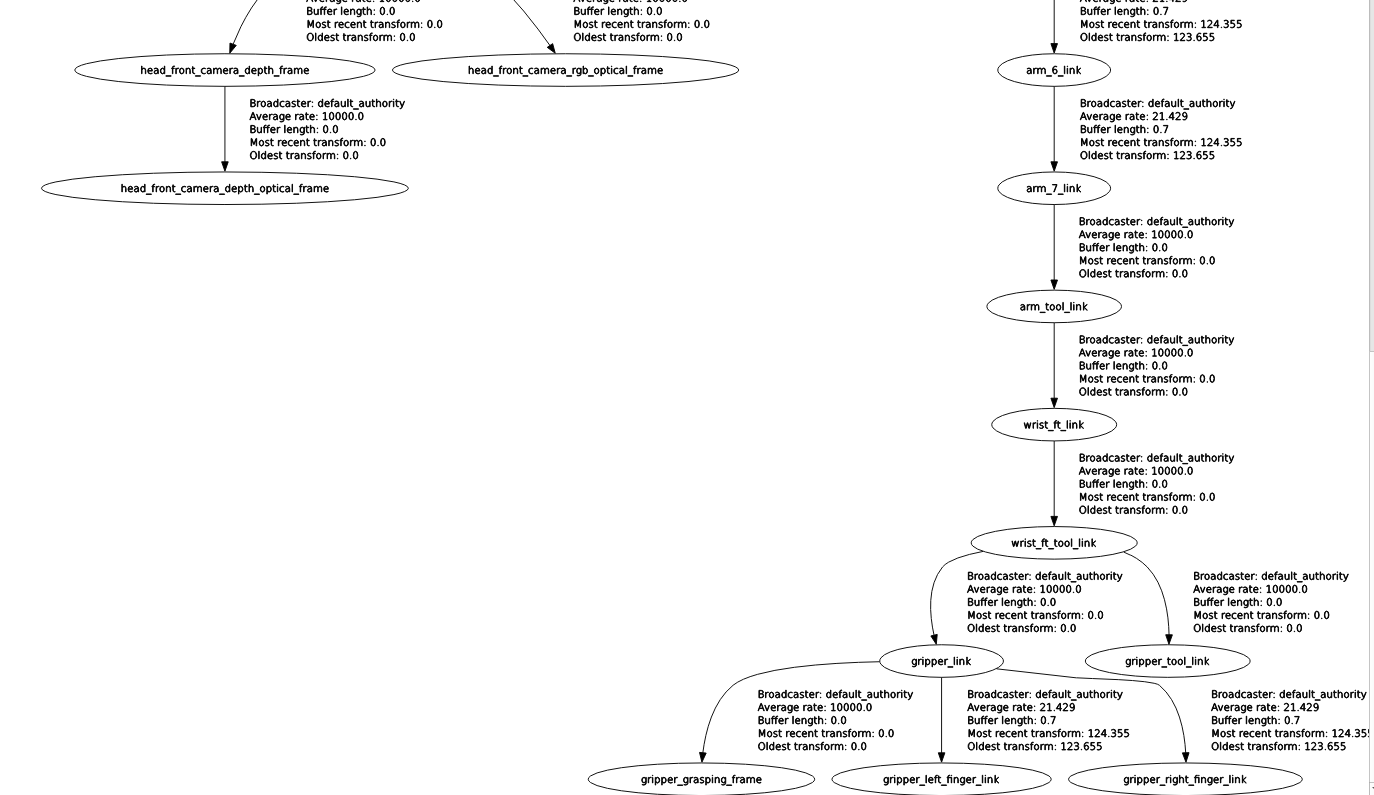 Average rate: 10000.0
Buffer length: 0.0
Most recent transform: 0.0
Oldest transform: 0.0
Average rate: 10000.0
Buffer length: 0.0
Most recent transform: 0.0
Oldest transform: 0.0
Average rate: 21.429
Buffer length: 0.7
Most recent transform: 124.355
Oldest transform: 123.655
head_front_camera_depth_frame
head_front_camera_rgb_optical_frame
arm_6_link
Broadcaster: default_authority
Average rate: 10000.0
Buffer length: 0.0
Most recent transform: 0.0
Oldest transform: 0.0
Broadcaster: default_authority
Average rate: 21.429
Buffer length: 0.7
Most recent transform: 124.355
Oldest transform: 123.655
head_front_camera_depth_optical_frame
arm_7_link
Broadcaster: default_authority
Average rate: 10000.0
Buffer length: 0.0
Most recent transform: 0.0
Oldest transform: 0.0
arm_tool_link
Broadcaster: default_authority
Average rate: 10000.0
Buffer length: 0.0
Most recent transform: 0.0
Oldest transform: 0.0
wrist_ft_link
Broadcaster: default_authority
Average rate: 10000.0
Buffer length: 0.0
Most recent transform: 0.0
Oldest transform: 0.0
wrist_ft_tool_link
Broadcaster: default_authority
Average rate: 10000.0
Buffer length: 0.0
Most recent transform: 0.0
Oldest transform: 0.0
Broadcaster: default_authority
Average rate: 10000.0
Buffer length: 0.0
Most recent transform: 0.0
Oldest transform: 0.0
gripper_link
gripper_tool_link
Broadcaster: default_authority
Average rate: 10000.0
Buffer length: 0.0
Most recent transform: 0.0
Oldest transform: 0.0
Broadcaster: default_authority
Average rate: 21.429
Buffer length: 0.7
Most recent transform: 124.355
Oldest transform: 123.655
Broadcaster: default_authority
Average rate: 21.429
Buffer length: 0.7
Most recent transform: 124.355
Oldest transform: 123.655
gripper_grasping_frame
gripper_left_finger_link
gripper_right_finger_link